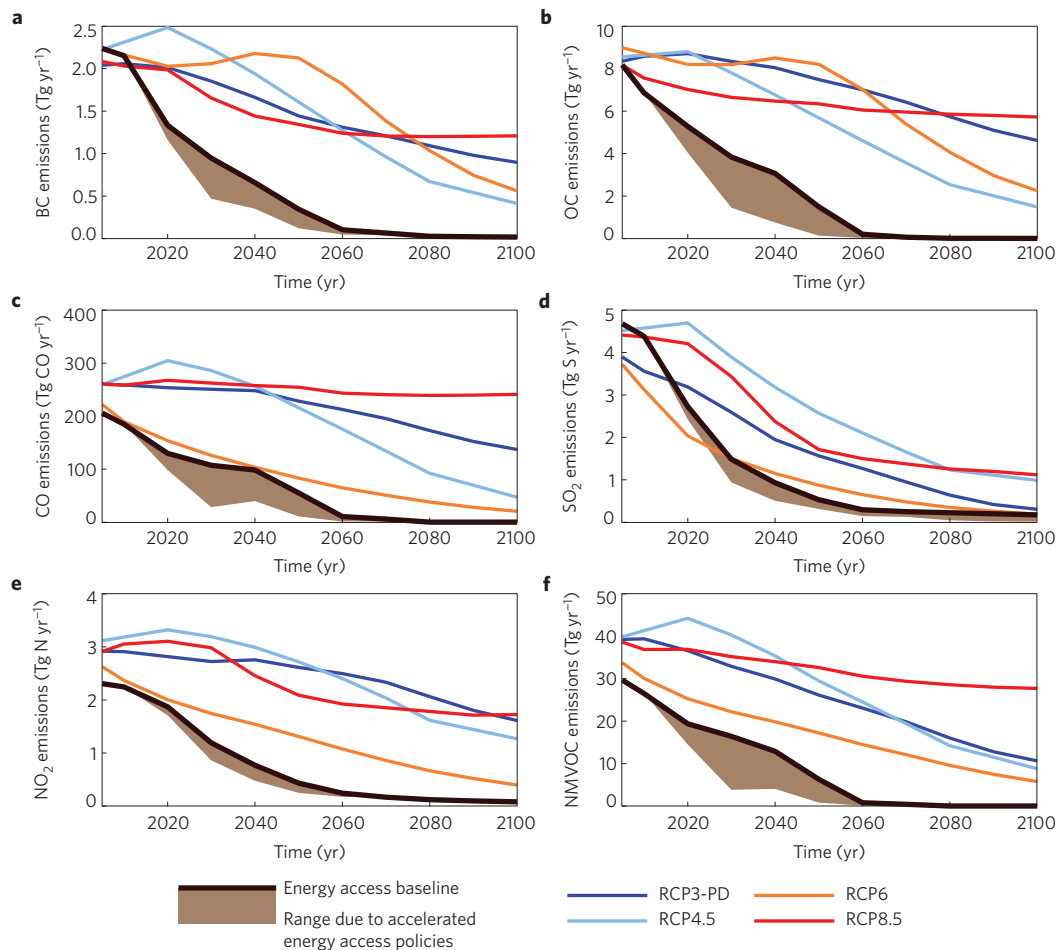 a
BC emissions (Tg yr⁻¹)
2.5
2.0
1.5
1.0
0.5
0.0
2020 2040 2060 2080 2100
Time (yr)
b
OC emissions (Tg yr⁻¹)
10
8
6
4
2
0
2020 2040 2060 2080 2100
Time (yr)
c
CO emissions (Tg CO yr⁻¹)
400
300
200
100
0
2020 2040 2060 2080 2100
Time (yr)
d
SO₂ emissions (Tg S yr⁻¹)
5
4
3
2
1
0
2020 2040 2060 2080 2100
Time (yr)
e
NO₂ emissions (Tg N yr⁻¹)
4
3
2
1
0
2020 2040 2060 2080 2100
Time (yr)
f
NMVOC emissions (Tg yr⁻¹)
50
40
30
20
10
0
2020 2040 2060 2080 2100
Time (yr)
Energy access baseline
Range due to accelerated
energy access policies
RCP3-PD
RCP4.5
RCP6
RCP8.5